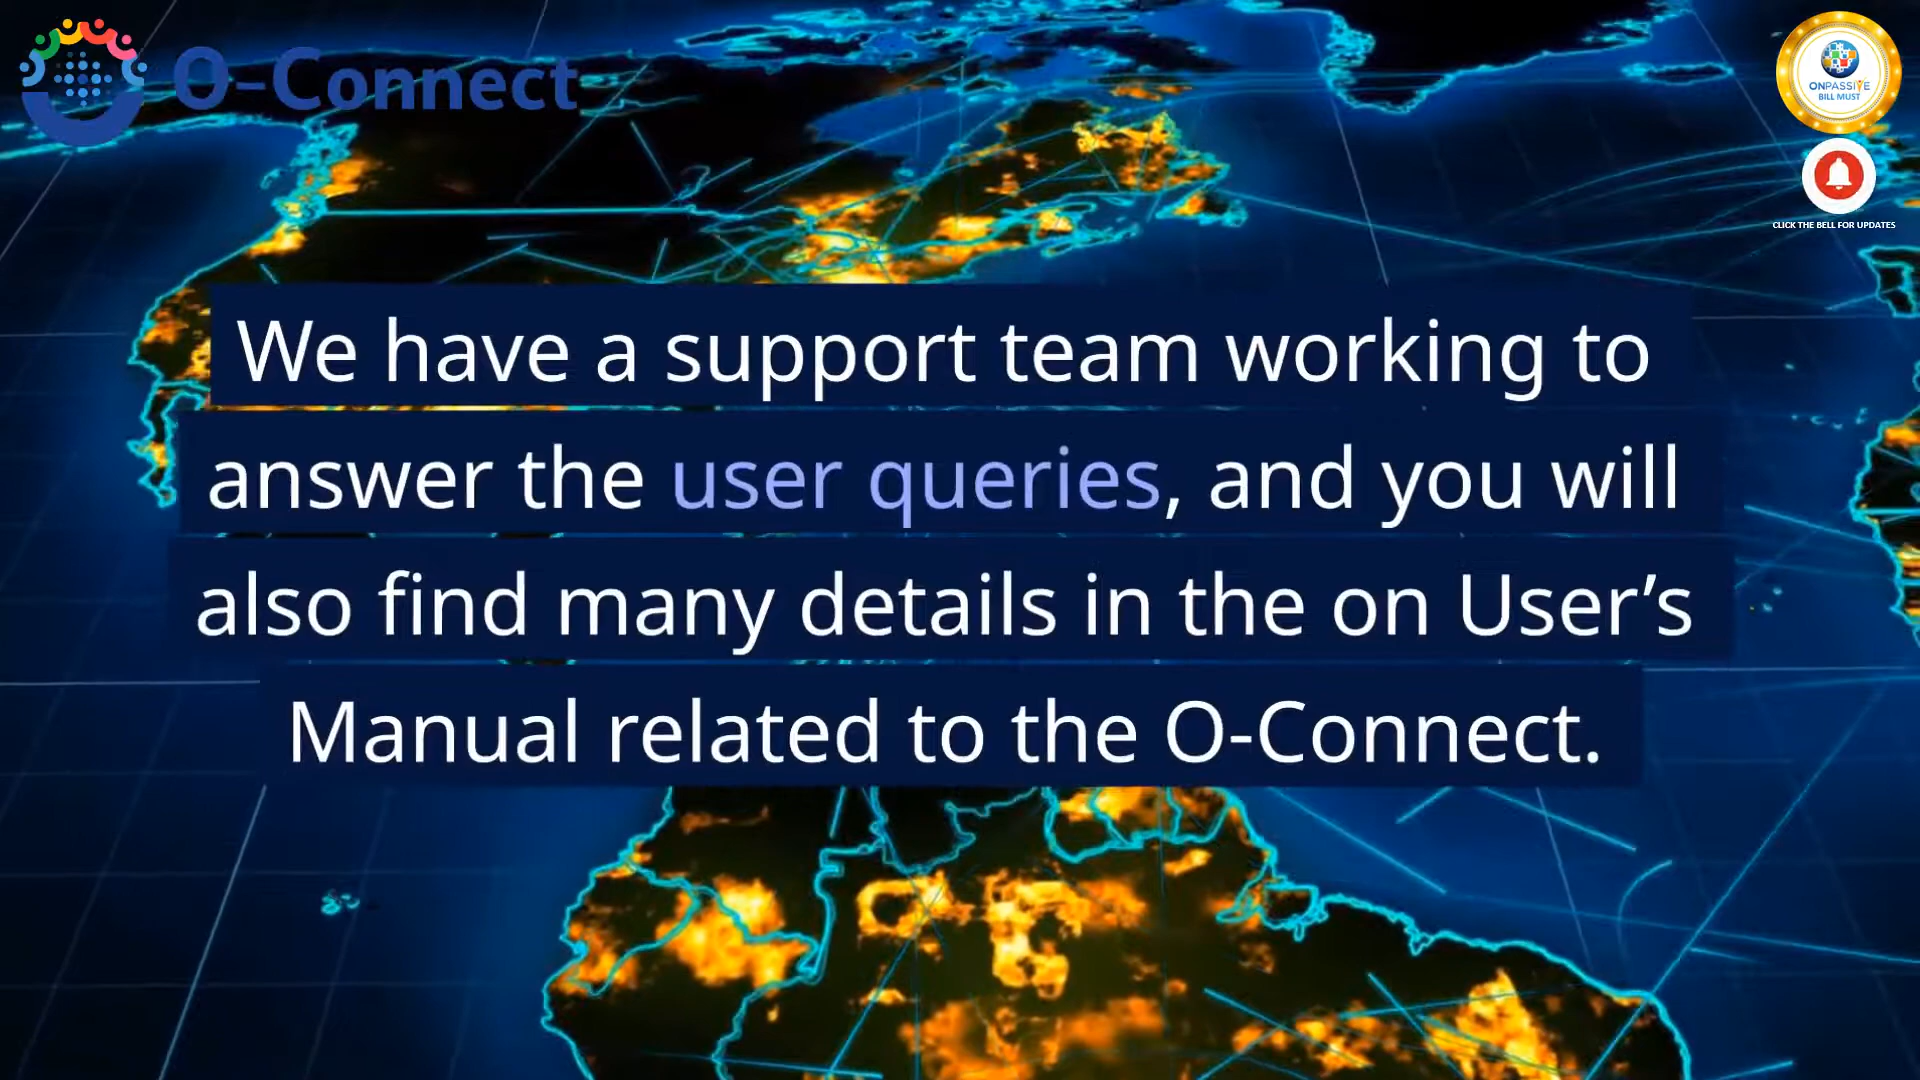 O-Connect
ONPASSIVE
BILL MUST
CLICK THE BELL FOR UPDATES
We have a support team working to
answer the user queries, and you will
also find many details in the on User’s
Manual related to the O-Connect.